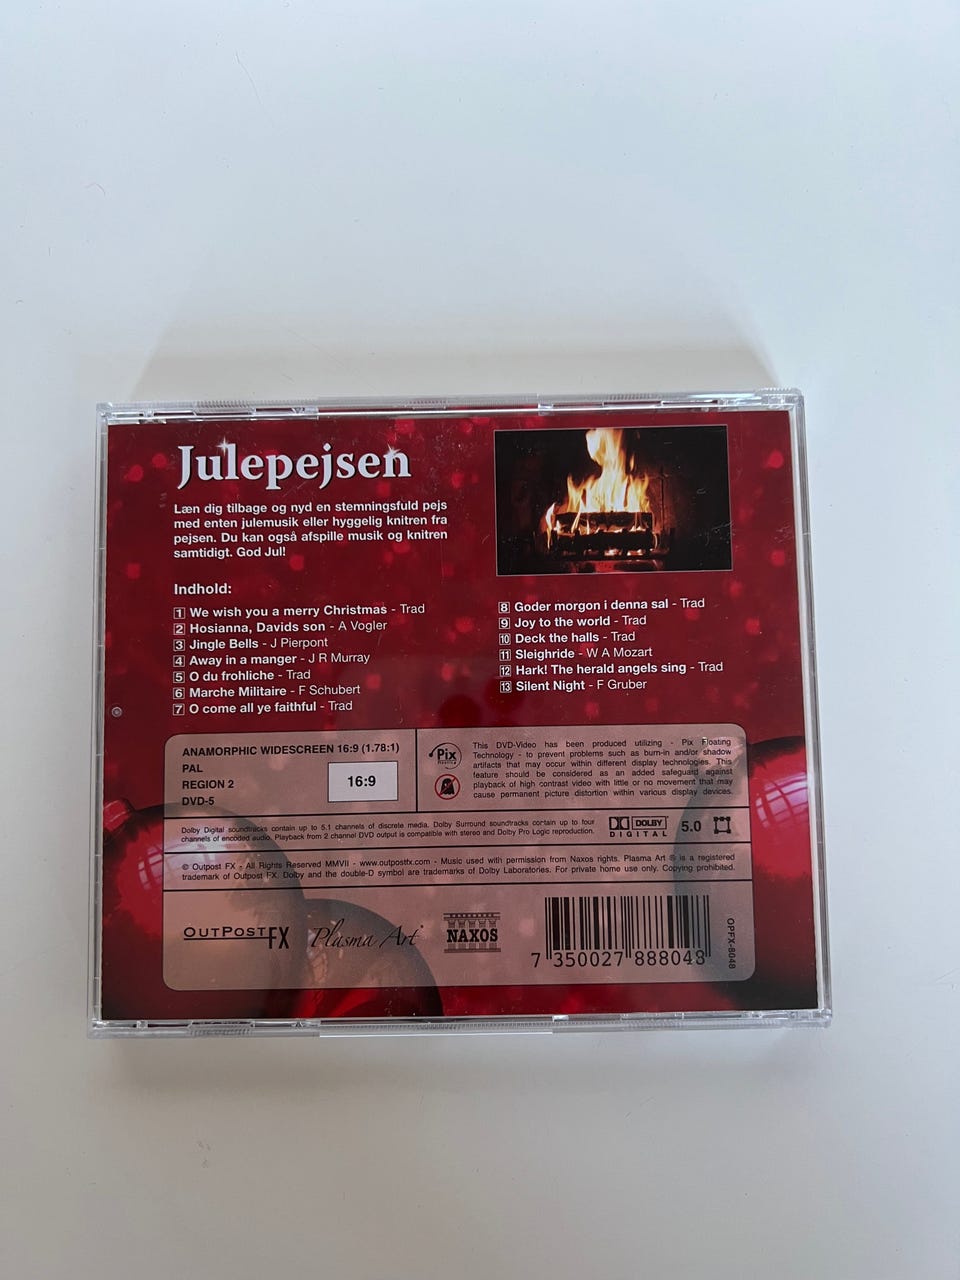 Julepejsen
Læn dig tilbage og nyd en stemningsfuld pejs
med enten julemusik eller hyggelig knitren fra
pejsen. Du kan også afspille musik og knitren
samtidigt. God Jul!
Indhold:
1 We wish you a merry Christmas - Trad
2 Hosianna, Davids son - A Vogler
3 Jingle Bells - J Pierpont
4 Away in a manger - J R Murray
5 O du frohliche - Trad
6 Marche Militaire - F Schubert
7 O come all ye faithful - Trad
8 Goder morgon i denna sal - Trad
9 Joy to the world - Trad
10 Deck the halls - Trad
11 Sleighride - W A Mozart
12 Hark! The herald angels sing - Trad
13 Silent Night - F Gruber
ANAMORPHIC WIDESCREEN 16:9 (1.78:1)
PAL
REGION 2
DVD-5
16:9
Pix
This DVD-Video has been produced utilizing - Pix Floating
Technology - to prevent problems such as burn-in and/or shadow
artifacts that may occur within different display technologies. This
feature should be considered as an added safeguard against
playback of high contrast video with little or no movement that may
cause permanent picture distortion within various display devices.
Dolby Digital soundtracks contain up to 5.1 channels of discrete media. Dolby Surround soundtracks contain up to four
channels of encoded audio. Playback from 2 channel DVD output is compatible with stereo and Dolby Pro Logic reproduction.
DOLBY
DIGITAL
5.0
© Outpost FX - All Rights Reserved MMVII - www.outpostfx.com - Music used with permission from Naxos rights. Plasma Art ® is a registered
trademark of Outpost FX. Dolby and the double-D symbol are trademarks of Dolby Laboratories. For private home use only. Copying prohibited.
OUTPOST FX
Plasma Art®
NAXOS
7 350027 888048
OPFX-8048